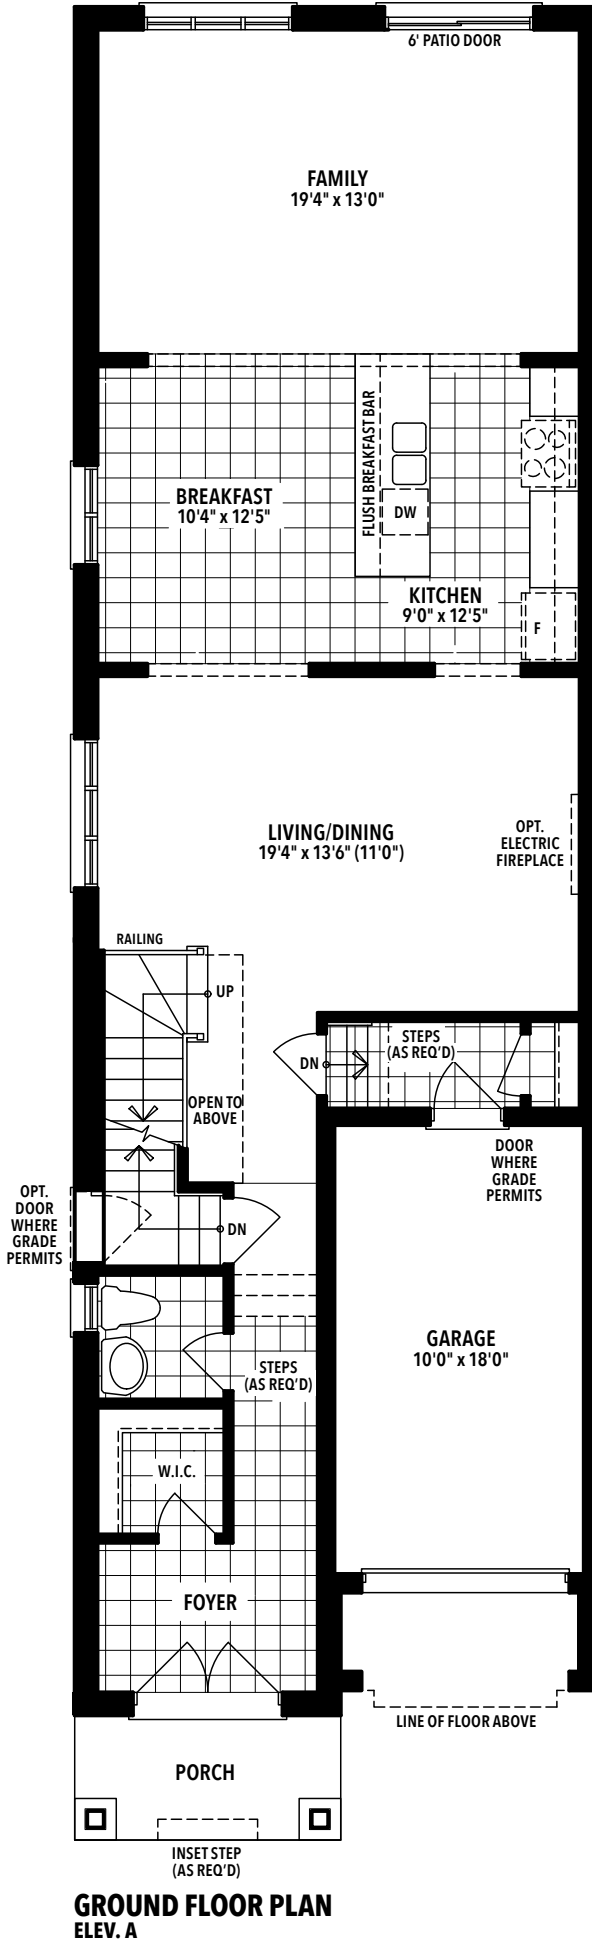 6' PATIO DOOR
FAMILY
19'4" x 13'0"
FLUSH BREAKFAST BAR
BREAKFAST
10'4" x 12'5"
DW
KITCHEN
9'0" x 12'5"
F
LIVING/DINING
19'4" x 13'6" (11'0")
OPT.
ELECTRIC
FIREPLACE
RAILING
UP
STEPS
(AS REQ'D)
DN
OPEN TO
ABOVE
DOOR
WHERE
GRADE
PERMITS
OPT.
DOOR
WHERE
GRADE
PERMITS
DN
GARAGE
10'0" x 18'0"
STEPS
(AS REQ'D)
W.I.C.
FOYER
LINE OF FLOOR ABOVE
PORCH
INSET STEP
(AS REQ'D)
GROUND FLOOR PLAN
ELEV. A